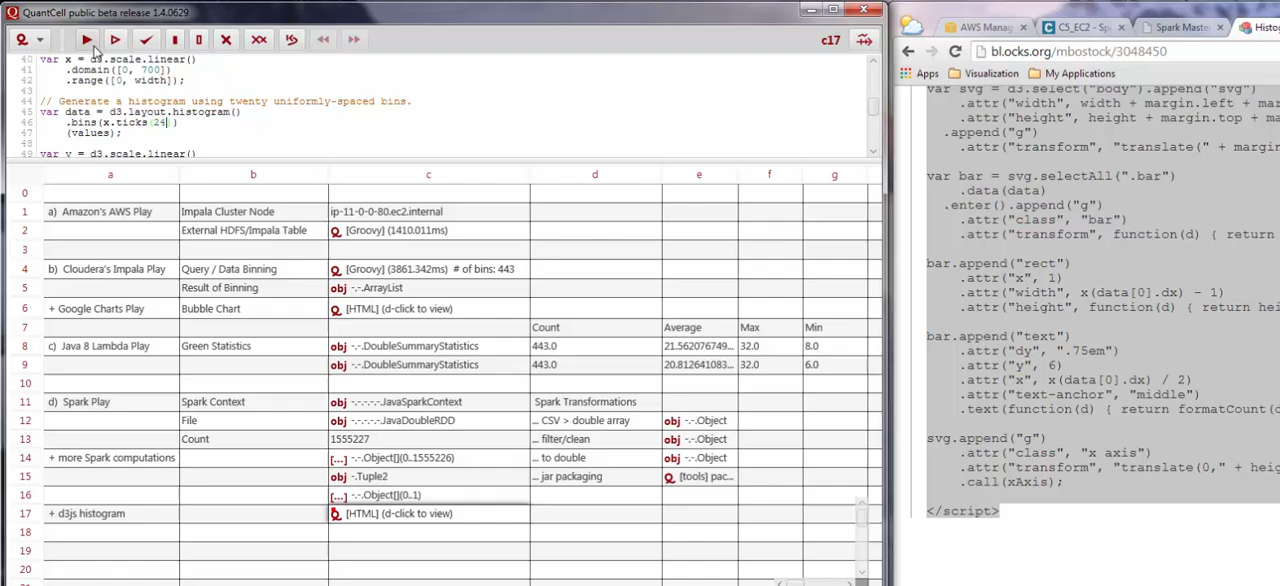 QuantCell public beta release 1.4.0629
c17
40 var x = d3.scale.linear()
41 .domain([0, 700])
42 .range([0, width]);
43
44 // Generate a histogram using twenty uniformly-spaced bins.
45 var data = d3.layout.histogram()
46 .bins(x.ticks(24))
47 (values);
48
49 var y = d3.scale.linear()
a b c d e f g
0
1 a) Amazon's AWS Play Impala Cluster Node ip-11-0-0-80.ec2.internal
2 External HDFS/Impala Table [Groovy] (1410.011ms)
3
4 b) Cloudera's Impala Play Query / Data Binning [Groovy] (3861.342ms) # of bins: 443
5 Result of Binning obj -.-.ArrayList
6 + Google Charts Play Bubble Chart [HTML] (d-click to view)
7 Count Average Max Min
8 c) Java 8 Lambda Play Green Statistics obj -.-.DoubleSummaryStatistics 443.0 21.562076749... 32.0 8.0
9 obj -.-.DoubleSummaryStatistics 443.0 20.812641083... 32.0 6.0
10
11 d) Spark Play Spark Context obj -.-.-.-.-.JavaSparkContext Spark Transformations
12 File obj -.-.-.-.-.JavaDoubleRDD ... CSV > double array obj -.-.Object
13 Count 1555227 ... filter/clean obj -.-.Object
14 + more Spark computations [...] -.-.Object[](0..1555226) ... to double obj -.-.Object
15 obj -.Tuple2 ... jar packaging [tools] pac...
16 [...] -.-.Object[](0..1)
17 + d3js histogram [HTML] (d-click to view)
18
19
20
AWS Manag C5_EC2 - Sp Spark Master Histo
bl.ocks.org/mbostock/3048450
Apps Visualization My Applications
var svg = d3.select("body").append("svg")
.attr("width", width + margin.left + m
.attr("height", height + margin.top + m
.append("g")
.attr("transform", "translate(" + margin
var bar = svg.selectAll(".bar")
.data(data)
.enter().append("g")
.attr("class", "bar")
.attr("transform", function(d) { return
bar.append("rect")
.attr("x", 1)
.attr("width", x(data[0].dx) - 1)
.attr("height", function(d) { return hei
bar.append("text")
.attr("dy", ".75em")
.attr("y", 6)
.attr("x", x(data[0].dx) / 2)
.attr("text-anchor", "middle")
.text(function(d) { return formatCount(d
svg.append("g")
.attr("class", "x axis")
.attr("transform", "translate(0," + heig
.call(xAxis);
</script>